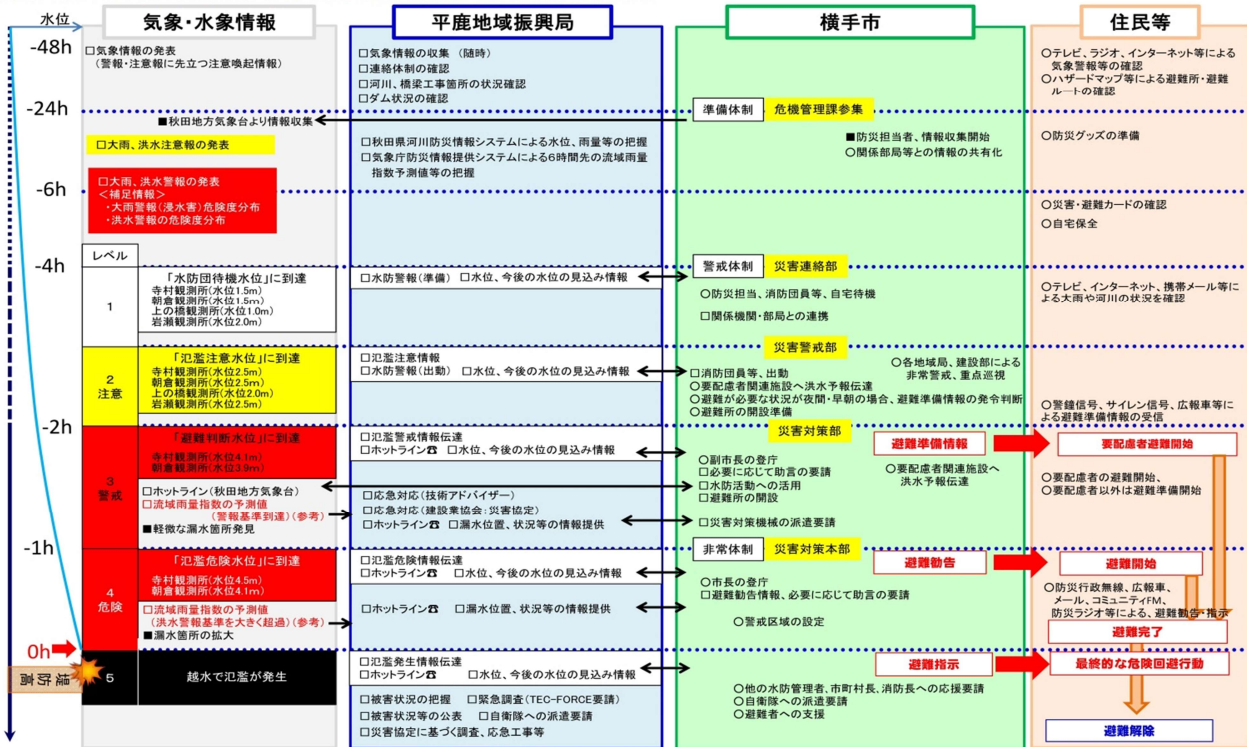 水位
-48h
-24h
-6h
-4h
-2h
-1h
0h
堤防高
気象・水象情報
□気象情報の発表
(警報・注意報に先立つ注意喚起情報)
■秋田地方気象台より情報収集
□大雨、洪水注意報の発表
□大雨、洪水警報の発表
<補足情報>
・大雨警報(浸水害)危険度分布
・洪水警報の危険度分布
レベル
1
「水防団待機水位」に到達
寺村観測所(水位1.5m)
朝倉観測所(水位1.5m)
上の橋観測所(水位1.0m)
岩瀬観測所(水位2.0m)
2
注意
「氾濫注意水位」に到達
寺村観測所(水位2.5m)
朝倉観測所(水位2.5m)
上の橋観測所(水位2.0m)
岩瀬観測所(水位2.5m)
3
警戒
「避難判断水位」に到達
寺村観測所(水位4.1m)
朝倉観測所(水位3.9m)
□ホットライン(秋田地方気象台)
□流域雨量指数の予測値
(警報基準到達)(参考)
■軽微な漏水箇所発見
4
危険
「氾濫危険水位」に到達
寺村観測所(水位4.5m)
朝倉観測所(水位4.1m)
□流域雨量指数の予測値
(洪水警報基準を大きく超過)(参考)
■漏水箇所の拡大
5
越水で氾濫が発生
平鹿地域振興局
□気象情報の収集 (随時)
□連絡体制の確認
□河川、橋梁工事箇所の状況確認
□ダム状況の確認
□秋田県河川防災情報システムによる水位、雨量等の把握
□気象庁防災情報提供システムによる6時間先の流域雨量
指数予測値等の把握
□水防警報(準備) □水位、今後の水位の見込み情報
□氾濫注意情報
□水防警報(出動) □水位、今後の水位の見込み情報
□氾濫警戒情報伝達
□ホットライン☎ □水位、今後の水位の見込み情報
□応急対応(技術アドバイザー)
□応急対応(建設業協会:災害協定)
□ホットライン☎ □漏水位置、状況等の情報提供
□氾濫危険情報伝達
□ホットライン☎ □水位、今後の水位の見込み情報
□ホットライン☎ □漏水位置、状況等の情報提供
□氾濫発生情報伝達
□ホットライン☎ □水位、今後の水位の見込み情報
□被害状況の把握 □緊急調査(TEC-FORCE要請)
□被害状況等の公表 □自衛隊への派遣要請
□災害協定に基づく調査、応急工事等
横手市
準備体制 危機管理課参集
■防災担当者、情報収集開始
○関係部局等との情報の共有化
警戒体制 災害連絡部
○防災担当、消防団員等、自宅待機
□関係機関・部局との連携
災害警戒部
□消防団員等、出動
○要配慮者関連施設へ洪水予報伝達
○避難が必要な状況が夜間・早朝の場合、避難準備情報の発令判断
○避難所の開設準備
○各地域局、建設部による
非常警戒、重点巡視
災害対策部
避難準備情報
○副市長の登庁
□必要に応じて助言の要請
□水防活動への活用
□避難所の開設
○要配慮者関連施設へ
洪水予報伝達
□災害対策機械の派遣要請
非常体制 災害対策本部
避難勧告
○市長の登庁
□避難勧告情報、必要に応じて助言の要請
○警戒区域の設定
避難指示
○他の水防管理者、市町村長、消防長への応援要請
○自衛隊への派遣要請
○避難者への支援
住民等
○テレビ、ラジオ、インターネット等による
気象警報等の確認
○ハザードマップ等による避難所・避難
ルートの確認
○防災グッズの準備
○災害・避難カードの確認
○自宅保全
○テレビ、インターネット、携帯メール等に
よる大雨や河川の状況を確認
○警鐘信号、サイレン信号、広報車等に
よる避難準備情報の受信
要配慮者避難開始
○要配慮者の避難開始、
○要配慮者以外は避難準備開始
避難開始
○防災行政無線、広報車、
メール、コミュニティFM、
防災ラジオ等による、避難勧告・指示
避難完了
最終的な危険回避行動
避難解除